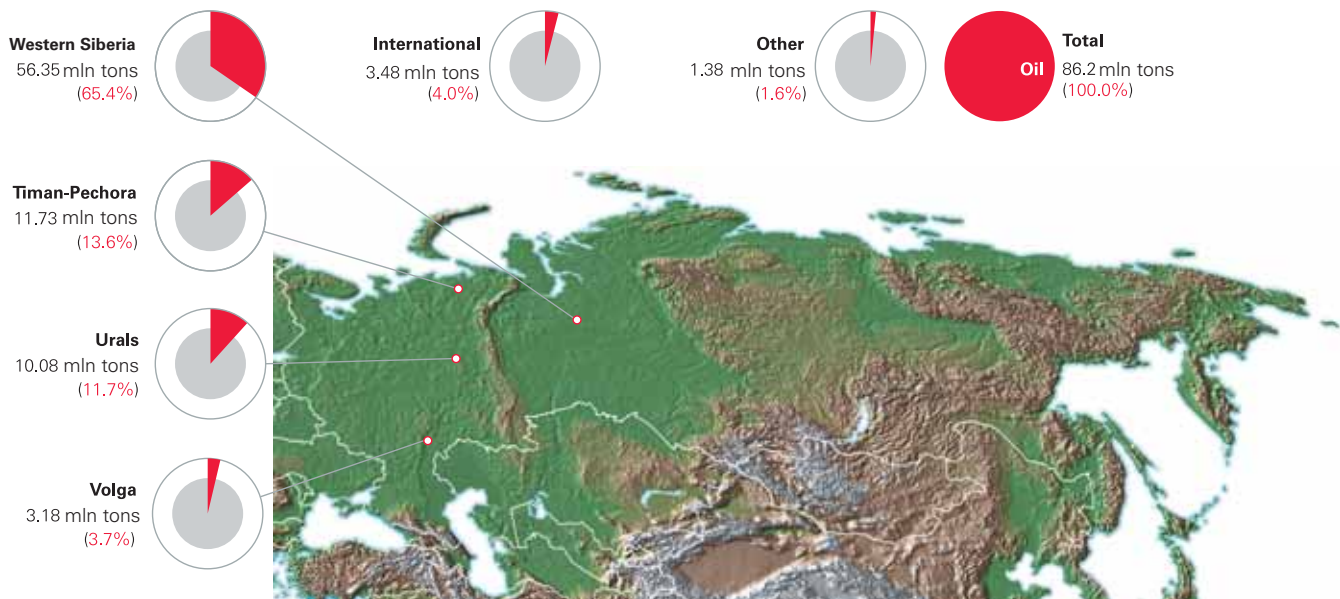 Western Siberia
56.35 mln tons
(65.4%)
International
3.48 mln tons
(4.0%)
Other
1.38 mln tons
(1.6%)
Oil
Total
86.2 mln tons
(100.0%)
Timan-Pechora
11.73 mln tons
(13.6%)
Urals
10.08 mln tons
(11.7%)
Volga
3.18 mln tons
(3.7%)